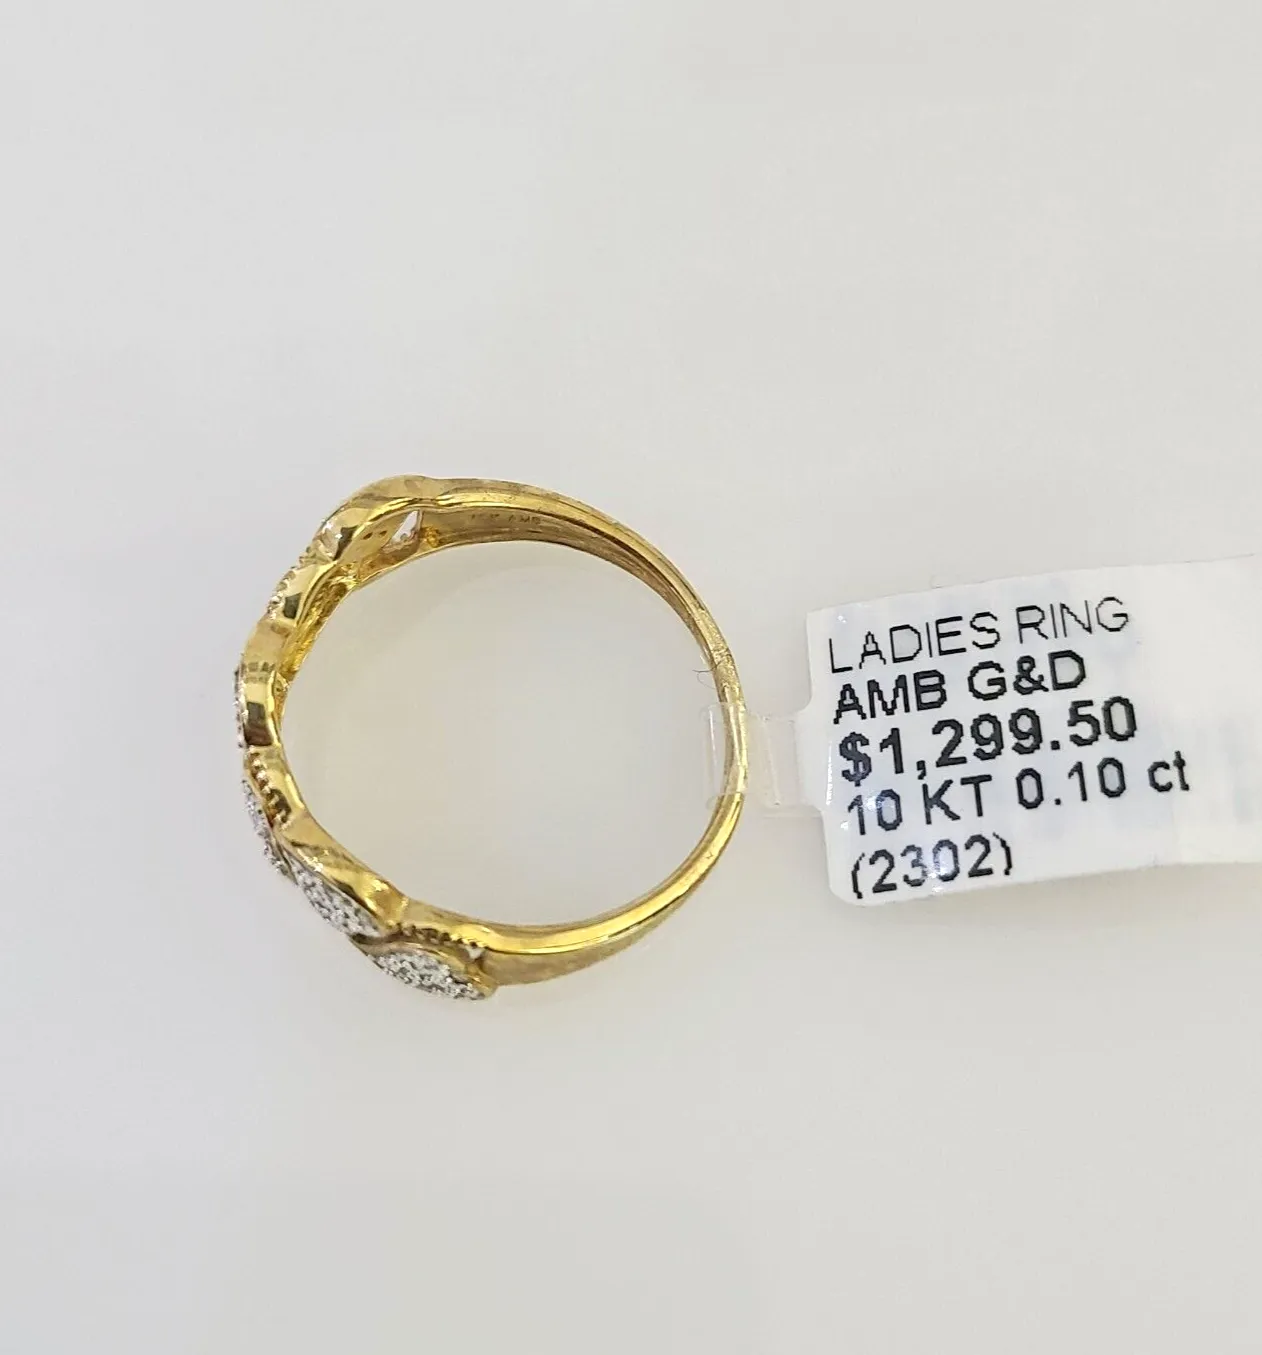 LADIES RING
AMB G&D
$1,299.50
10 KT 0.10 ct
(2302)